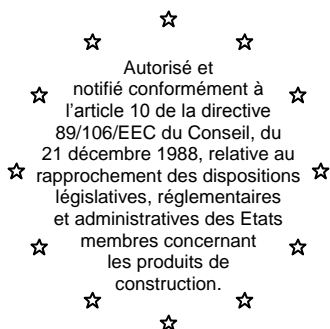 Autorisé et
notifié conformément à
l'article 10 de la directive
89/106/EEC du Conseil, du
21 décembre 1988, relative au
rapprochement des dispositions
législatives, réglementaires
et administratives des Etats
membres concernant
les produits de
construction.